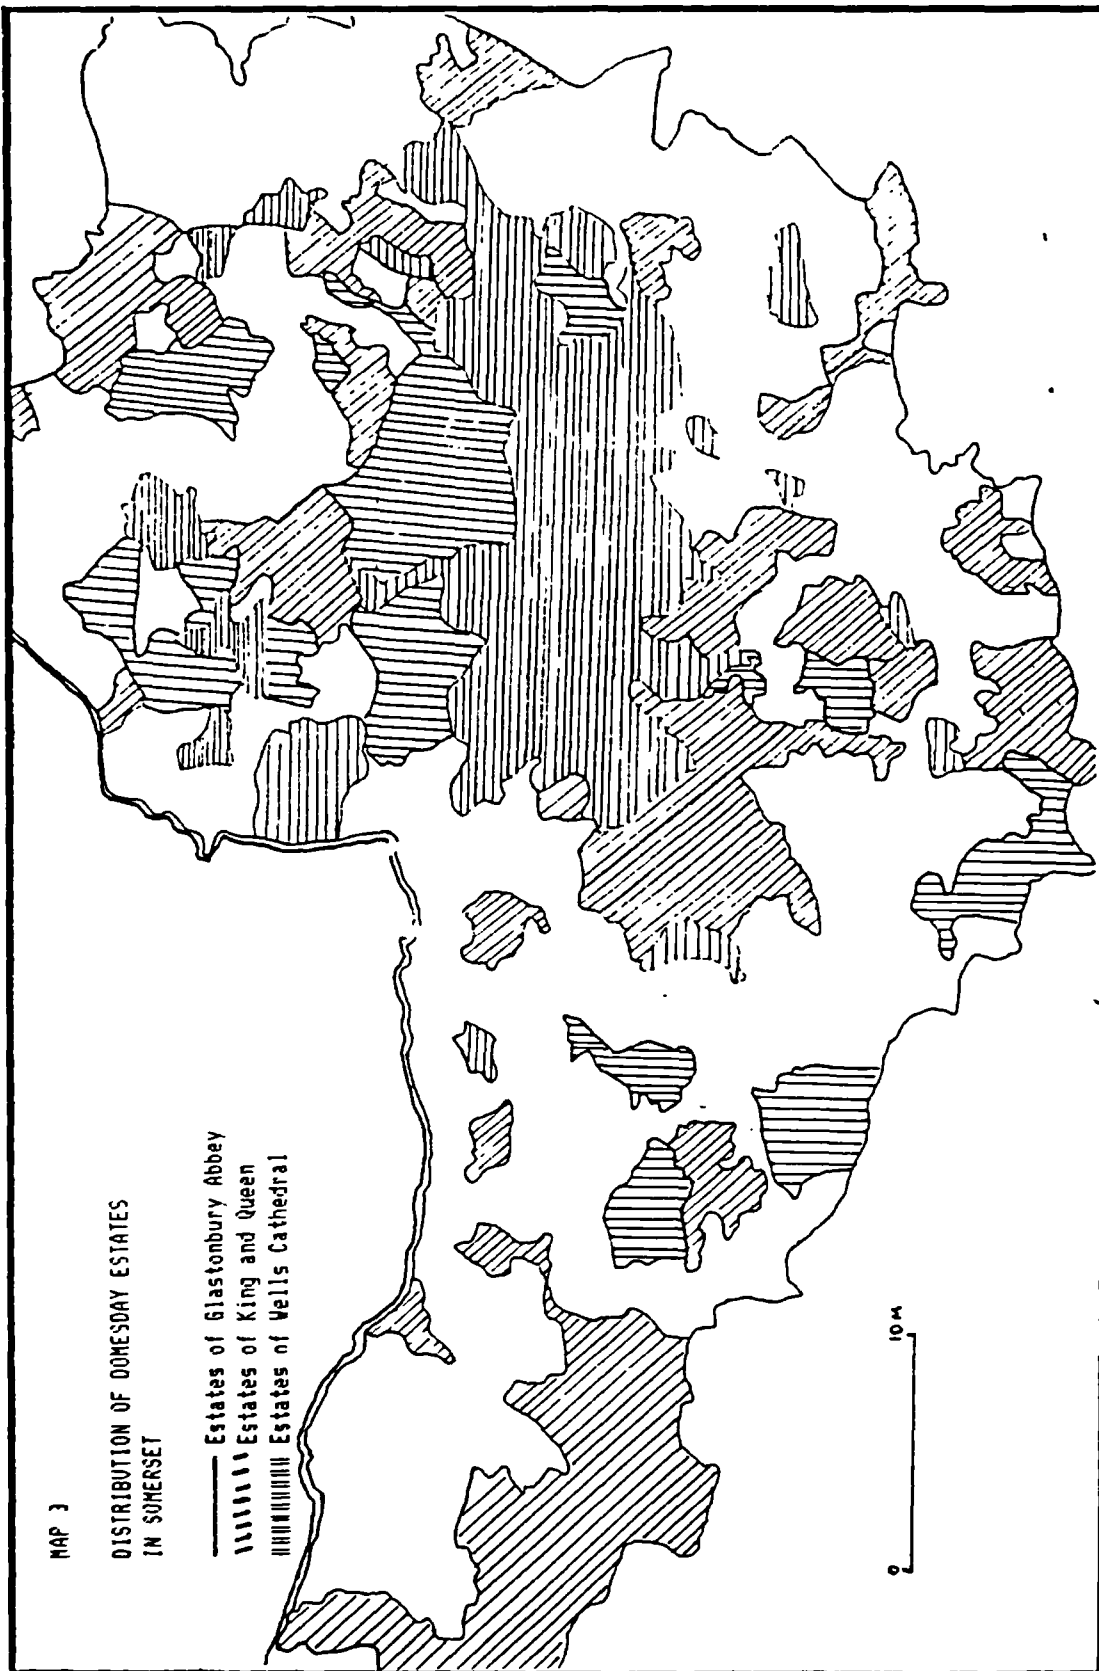 MAP 3
DISTRIBUTION OF DOMESDAY ESTATES
IN SOMERSET
Estates of Glastonbury Abbey
Estates of King and Queen
Estates of Wells Cathedral
0 10 M